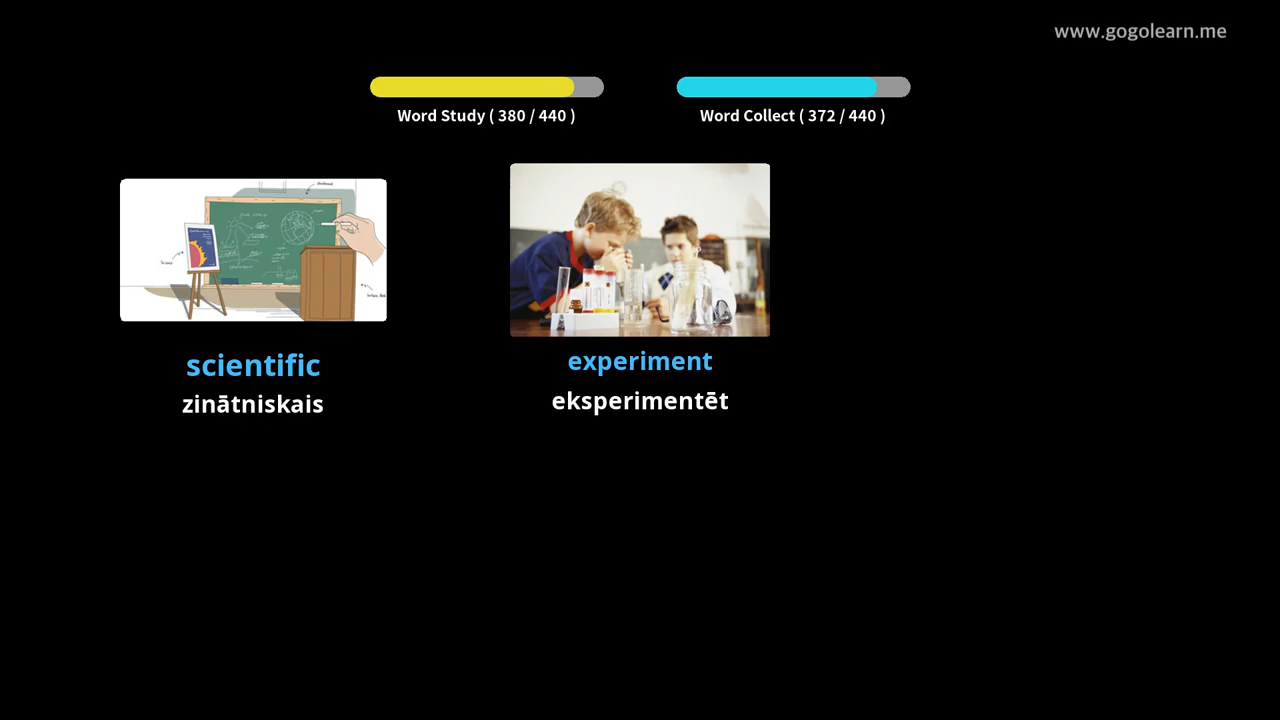 www.gogolearn.me
Word Study ( 380 / 440 )
Word Collect ( 372 / 440 )
scientific
zinātniskais
experiment
eksperimentēt